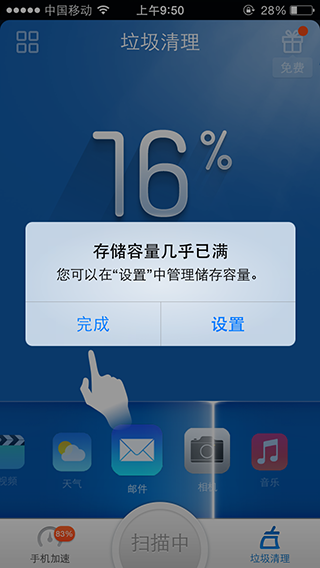 中国移动 上午9:50 28%
垃圾清理
免费
16%
存储容量几乎已满
您可以在“设置”中管理储存容量。
完成 设置
视频 天气 邮件 相机 音乐
83%
手机加速 扫描中 垃圾清理